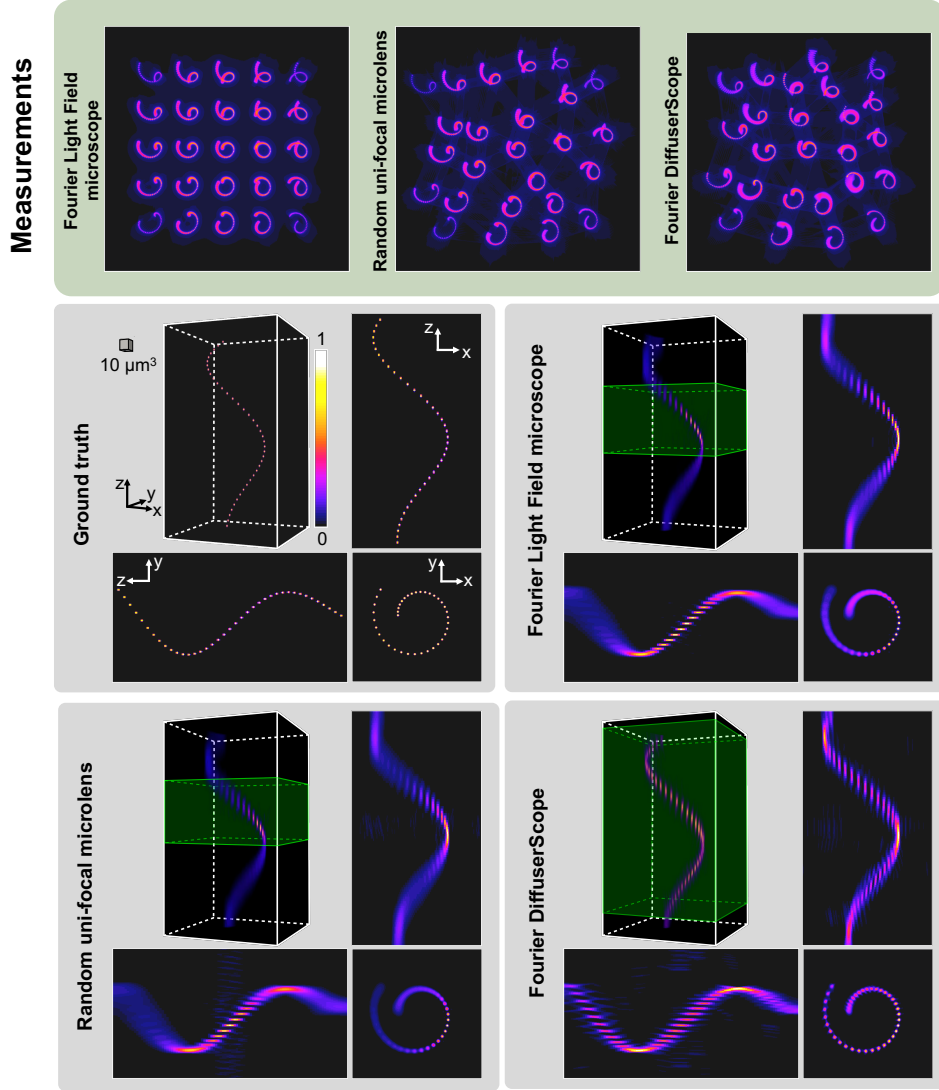 Measurements
Fourier Light Field
microscope
Random uni-focal microlens
Fourier DiffuserScope
Ground truth
10 μm³
z
y
x
1
0
z
x
z
y
y
x
Fourier Light Field microscope
Random uni-focal microlens
Fourier DiffuserScope